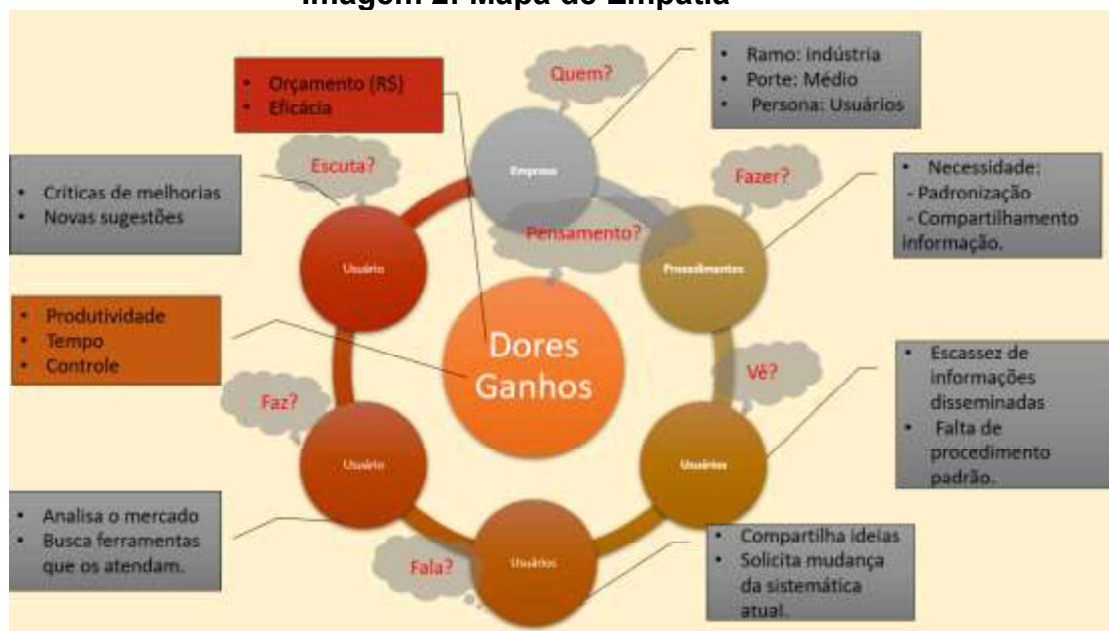 Imagem 2: Mapa de Empatia
Quem?
• Ramo: Indústria
• Porte: Médio
• Persona: Usuários
Empresa
Fazer?
• Necessidade:
- Padronização
- Compartilhamento
informação.
Procedimentos
Vê?
• Escassez de
informações
disseminadas
• Falta de
procedimento
padrão.
Usuários
Fala?
• Compartilha ideias
• Solicita mudança
da sistemática
atual.
Usuários
Faz?
• Analisa o mercado
• Busca ferramentas
que os atendam.
Usuário
Escuta?
• Críticas de melhorias
• Novas sugestões
Usuário
Pensamento?
Dores
Ganhos
• Orçamento (R$)
• Eficácia
• Produtividade
• Tempo
• Controle